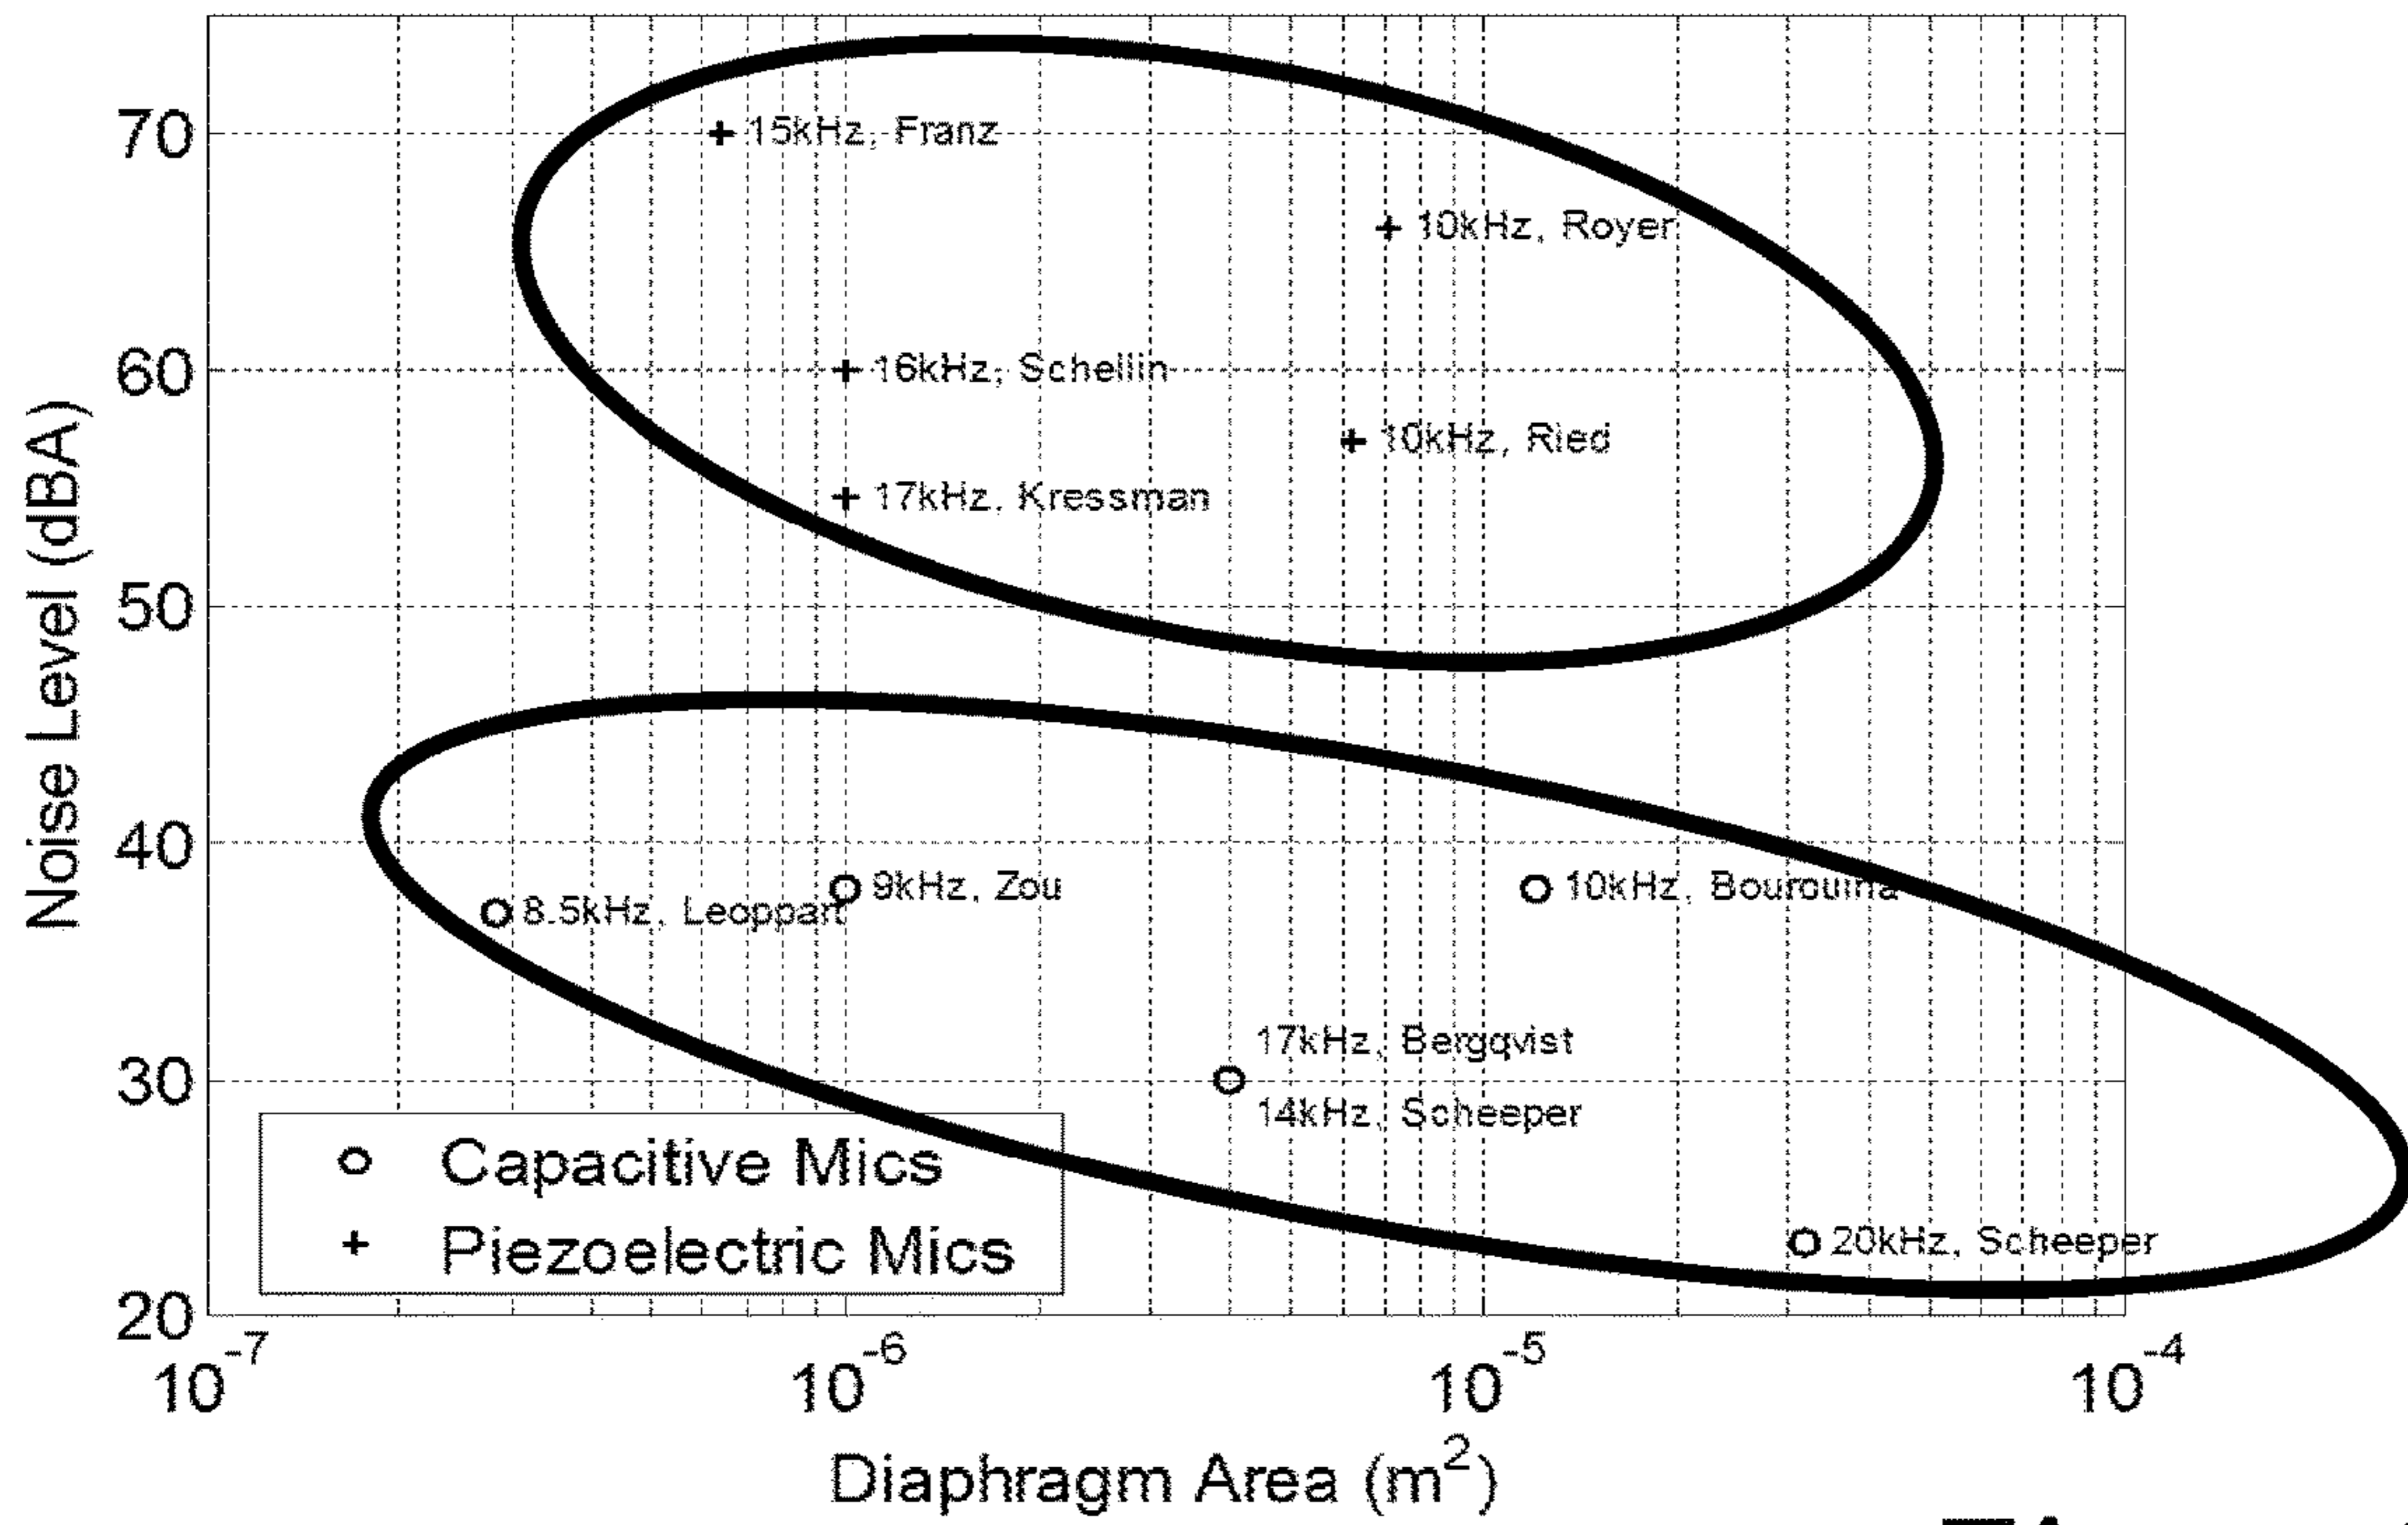 70
15kHz, Franz
10kHz, Royer
60
16kHz, Schellin
10kHz, Ried
17kHz, Kressman
50
Noise Level (dBA)
40
9kHz, Zou
10kHz, Bourouina
8.5kHz, Leoppart
17kHz, Bergqvist
30
14kHz, Scheeper
Capacitive Mics
20kHz, Scheeper
Piezoelectric Mics
20
10^-7 10^-6 10^-5 10^-4
Diaphragm Area (m²)